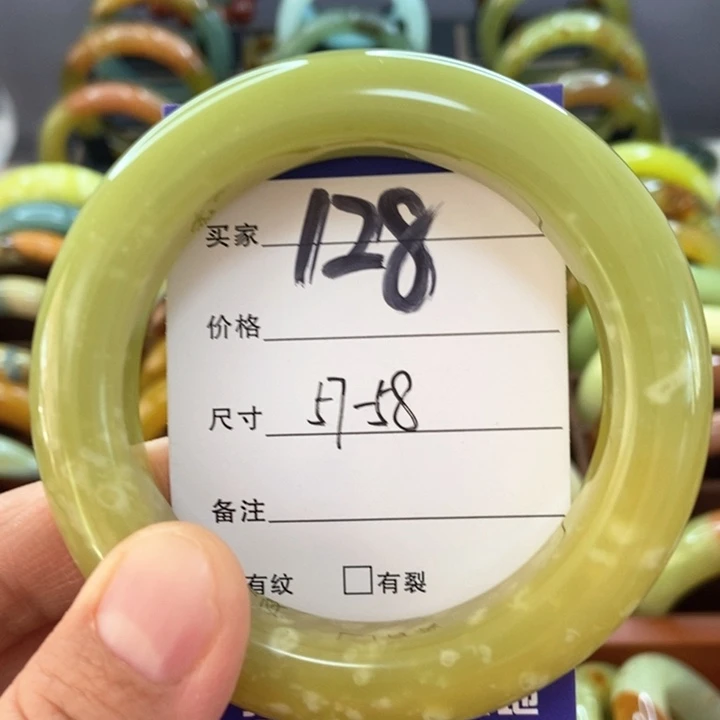 买家 128
价格
尺寸 57-58
备注
有纹 □有裂